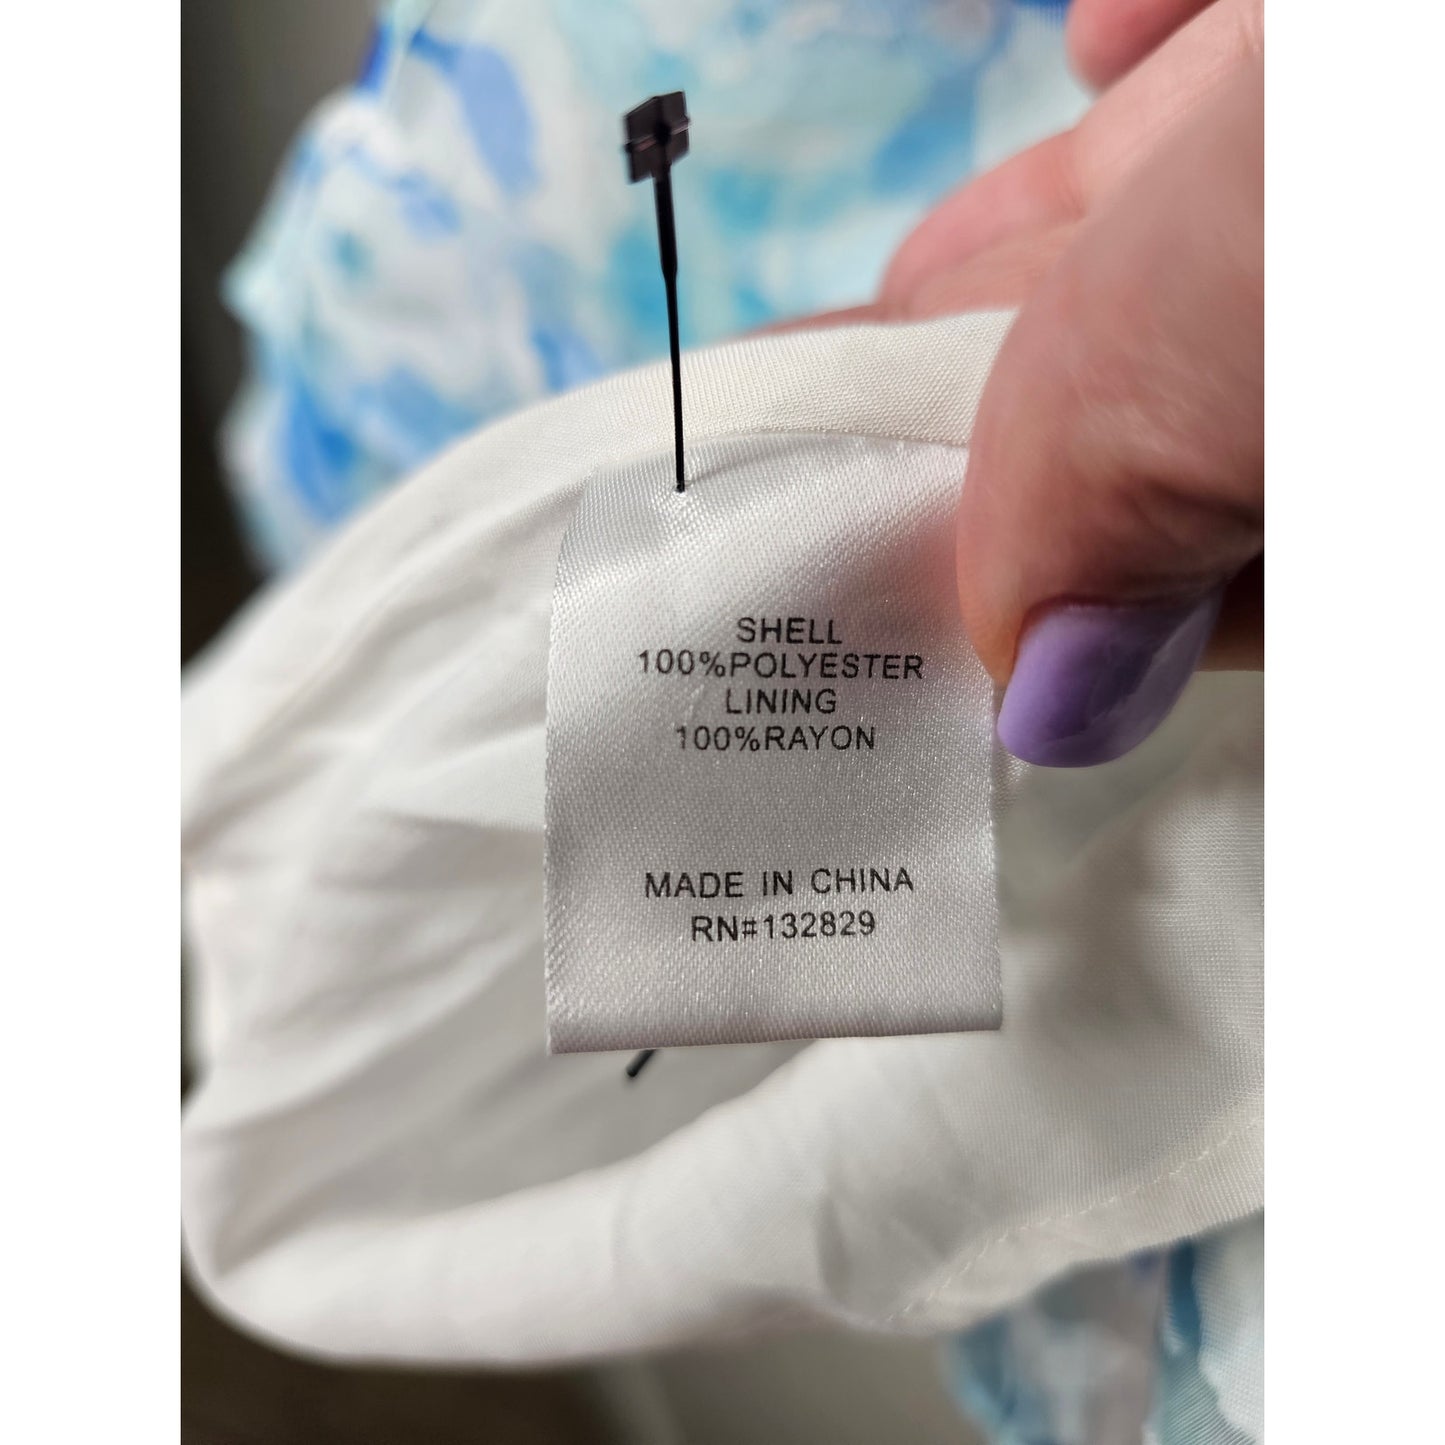 SHELL
100%POLYESTER
LINING
100%RAYON
MADE IN CHINA
RN#132829